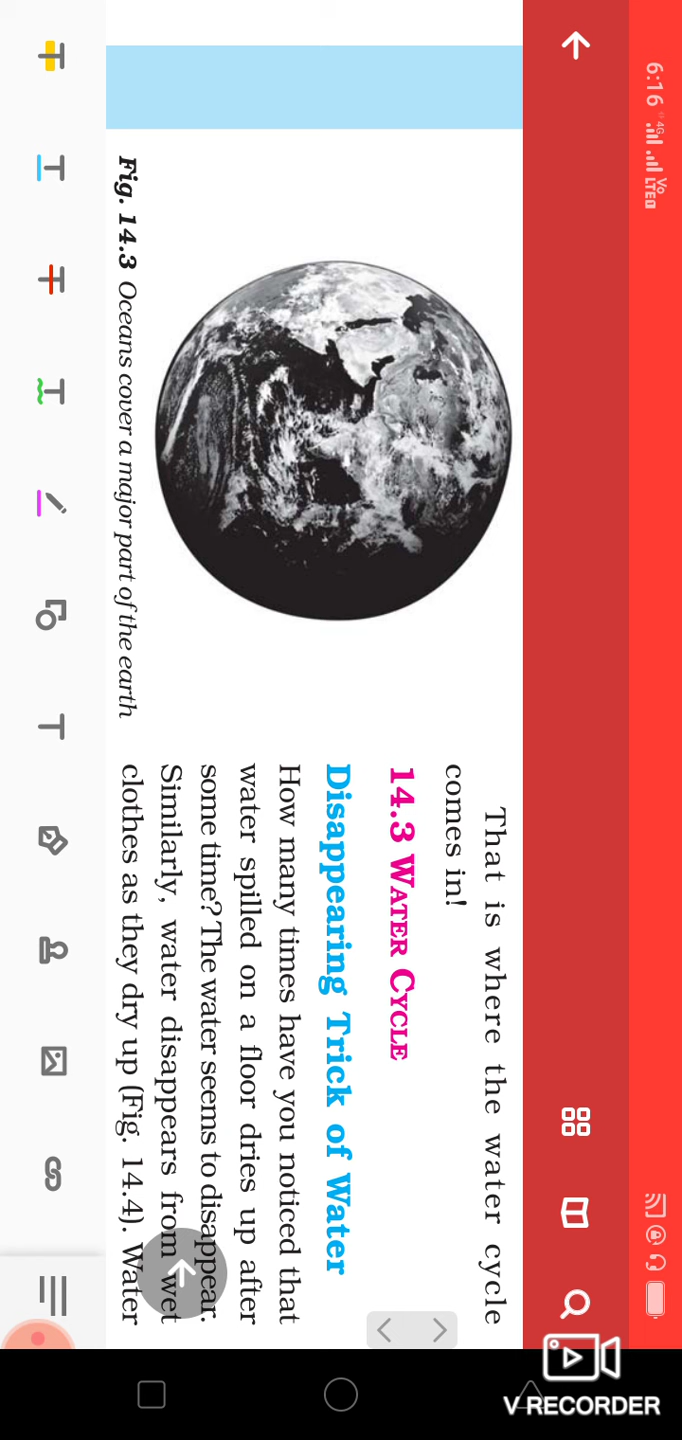 6:16
4G
Vo
LTE
Fig. 14.3 Oceans cover a major part of the earth
That is where the water cycle
comes in!
14.3 WATER CYCLE
Disappearing Trick of Water
How many times have you noticed that
water spilled on a floor dries up after
some time? The water seems to disappear.
Similarly, water disappears from wet
clothes as they dry up (Fig. 14.4). Water
V RECORDER